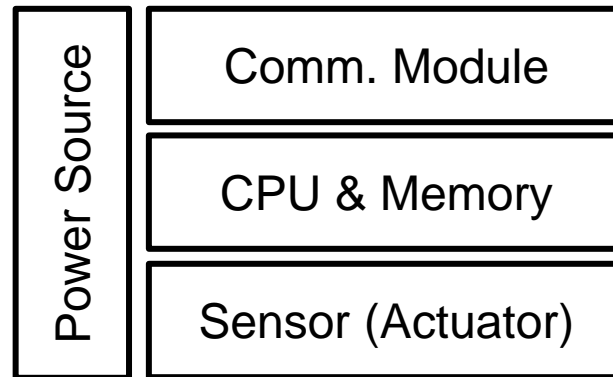 Power Source
Comm. Module
CPU & Memory
Sensor (Actuator)